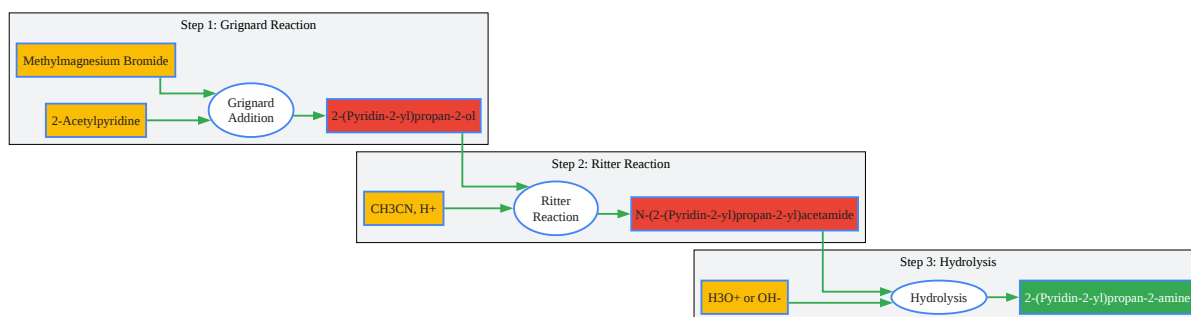 Step 1: Grignard Reaction
Methylmagnesium Bromide
2-Acetylpyridine
Grignard
Addition
2-(Pyridin-2-yl)propan-2-ol
Step 2: Ritter Reaction
CH3CN, H+
Ritter
Reaction
N-(2-(Pyridin-2-yl)propan-2-yl)acetamide
Step 3: Hydrolysis
H3O+ or OH-
Hydrolysis
2-(Pyridin-2-yl)propan-2-amine